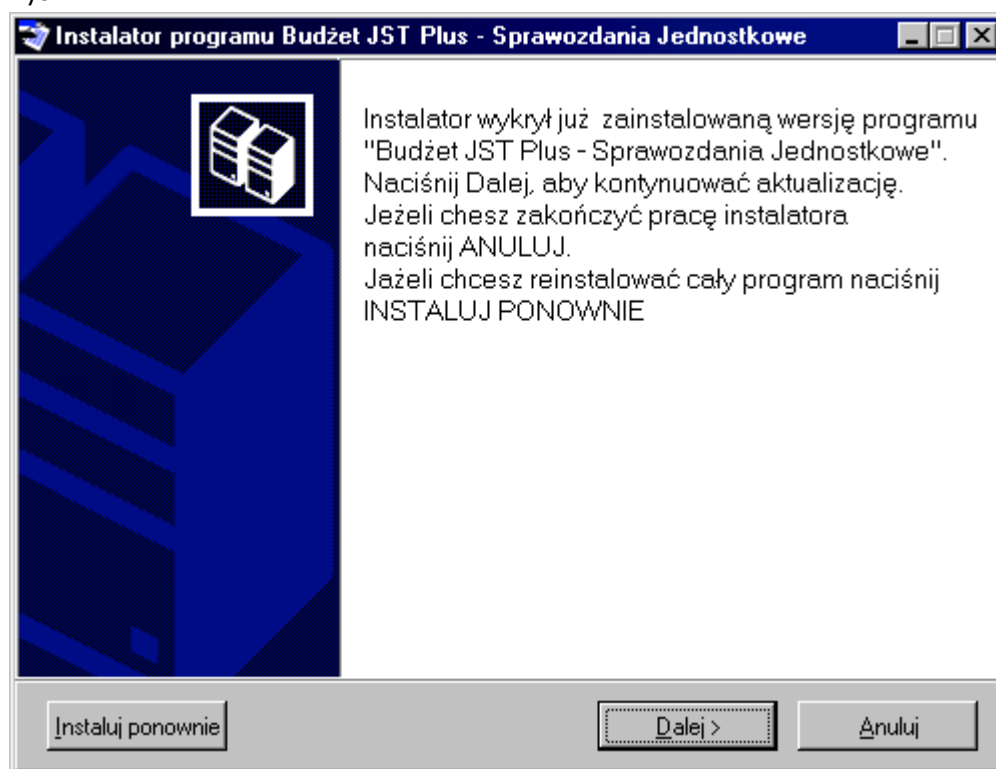 Instalator programu Budżet JST Plus - Sprawozdania Jednostkowe
Instalator wykrył już zainstalowaną wersję programu
"Budżet JST Plus - Sprawozdania Jednostkowe".
Naciśnij Dalej, aby kontynuować aktualizację.
Jeżeli chesz zakończyć pracę instalatora
naciśnij ANULUJ.
Jażeli chcesz reinstalować cały program naciśnij
INSTALUJ PONOWNIE
Instaluj ponownie
Dalej >
Anuluj